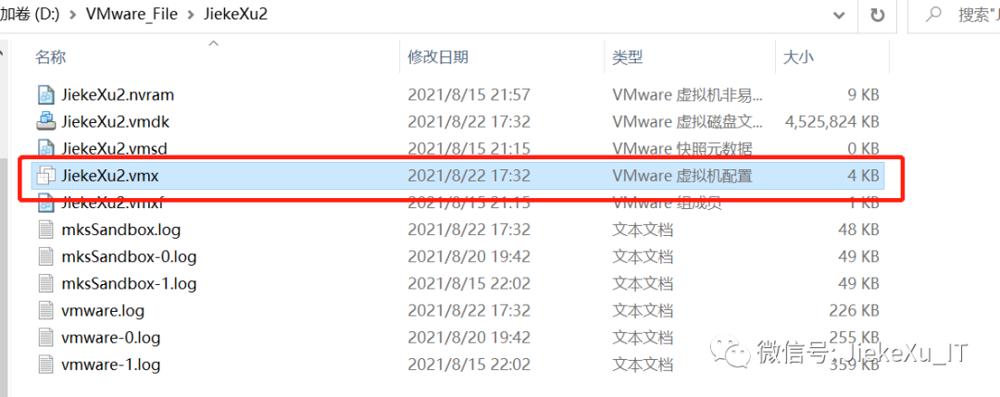 加卷 (D:) > VMware_File > JiekeXu2 搜索"J
名称 修改日期 类型 大小
JiekeXu2.nvram 2021/8/15 21:57 VMware 虚拟机非易... 9 KB
JiekeXu2.vmdk 2021/8/22 17:32 VMware 虚拟磁盘文... 4,525,824 KB
JiekeXu2.vmsd 2021/8/15 21:15 VMware 快照元数据 0 KB
JiekeXu2.vmx 2021/8/22 17:32 VMware 虚拟机配置 4 KB
JiekeXu2.vmxf 2021/8/15 21:15 VMware 组成员 1 KB
mksSandbox.log 2021/8/22 17:32 文本文档 48 KB
mksSandbox-0.log 2021/8/20 19:42 文本文档 49 KB
mksSandbox-1.log 2021/8/15 22:02 文本文档 49 KB
vmware.log 2021/8/22 17:32 文本文档 226 KB
vmware-0.log 2021/8/20 19:42 文本文档 255 KB
vmware-1.log 2021/8/15 22:02 文本文档 359 KB
微信号: JiekeXu_IT